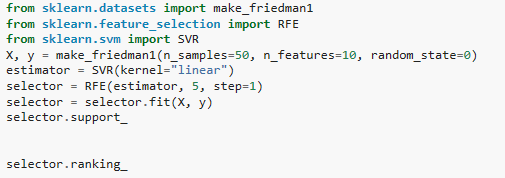 from sklearn.datasets import make_friedman1
from sklearn.feature_selection import RFE
from sklearn.svm import SVR
X, y = make_friedman1(n_samples=50, n_features=10, random_state=0)
estimator = SVR(kernel="linear")
selector = RFE(estimator, 5, step=1)
selector = selector.fit(X, y)
selector.support_
selector.ranking_